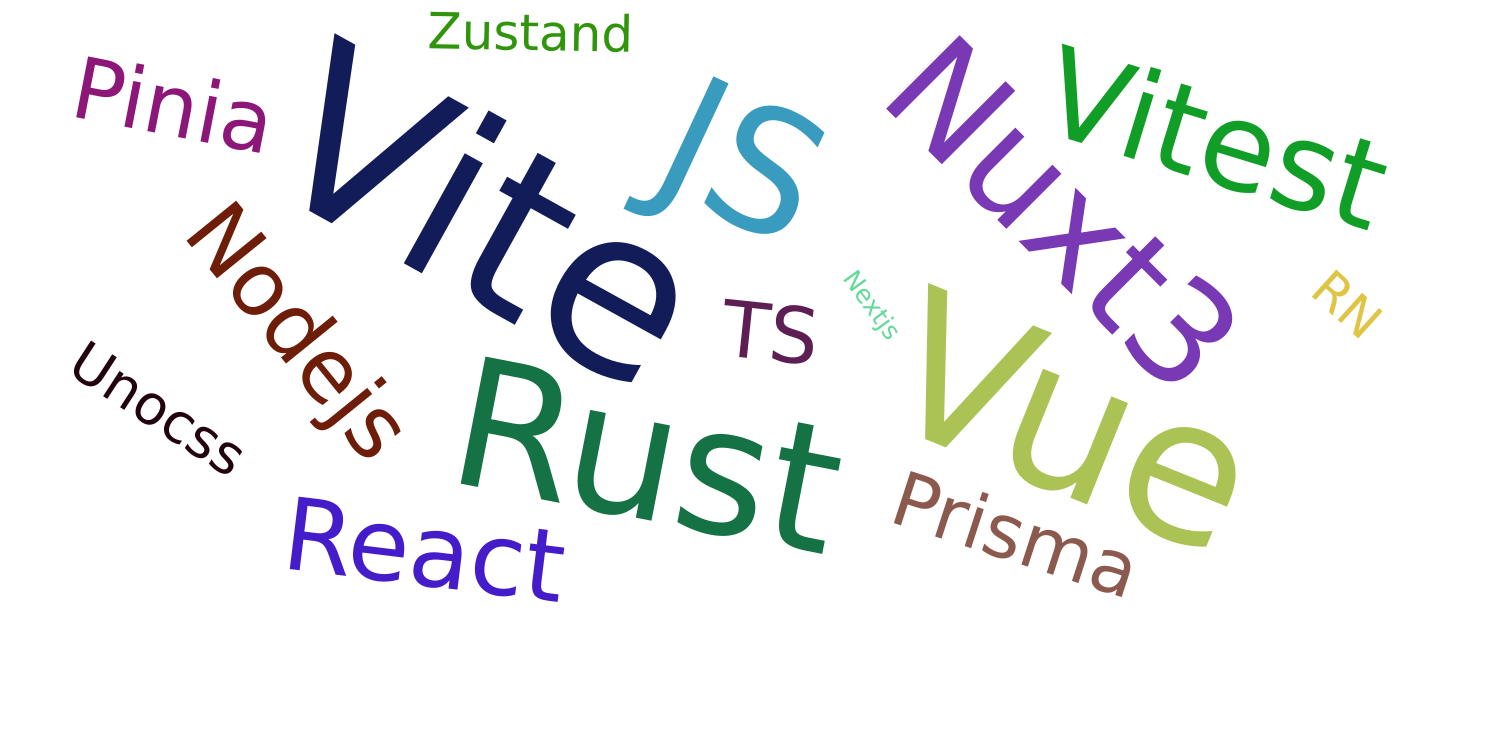 Zustand
Pinia
Vite
JS
Nuxt3
Vitest
Nodejs
TS
Nextjs
RN
Unocss
Rust
Vue
React
Prisma